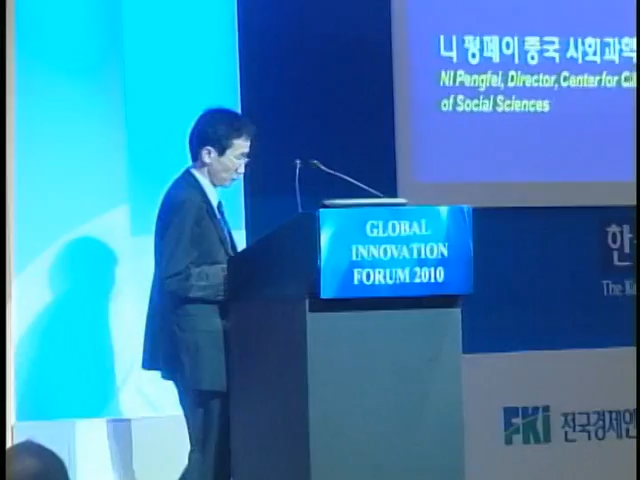 니 펑페이 중국 사회과학
NI Pengfei, Director, Center for Ci
of Social Sciences
GLOBAL
INNOVATION
FORUM 2010
한
The K
FKI 전국경제인